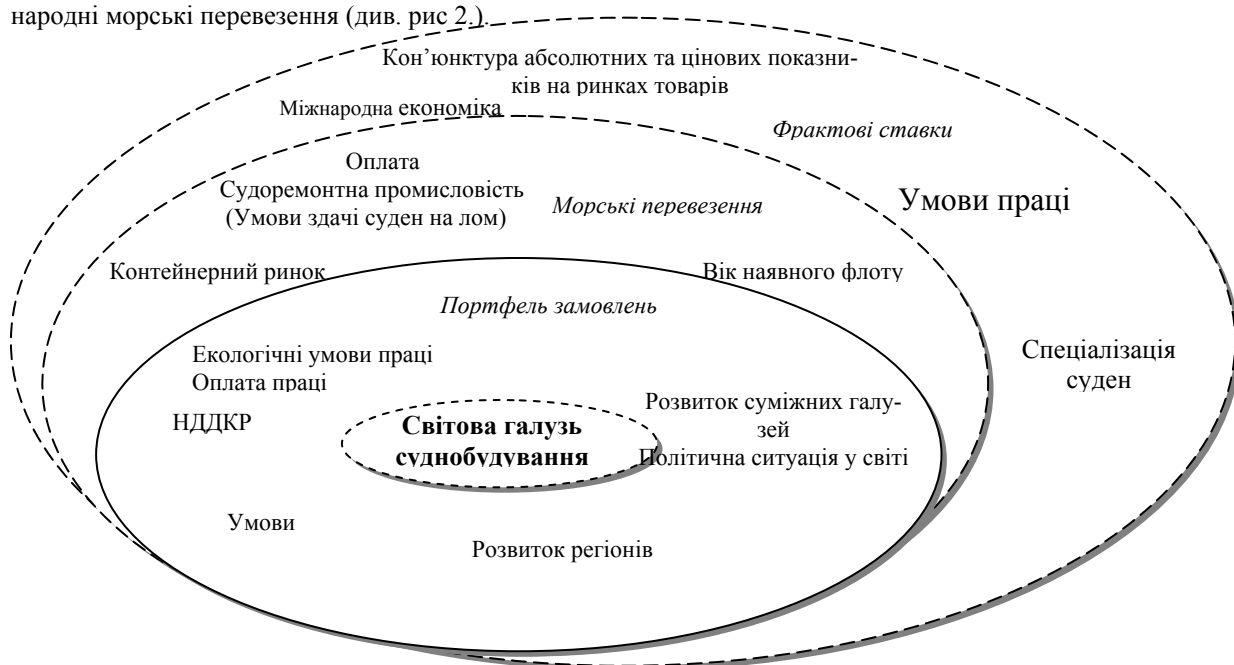 народні морські перевезення (див. рис 2.).
Кон’юнктура абсолютних та цінових показни-
ків на ринках товарів
Міжнародна економіка
Фрактові ставки
Оплата
Судоремонтна промисловість
(Умови здачі суден на лом)
Морські перевезення
Умови праці
Контейнерний ринок
Вік наявного флоту
Портфель замовлень
Екологічні умови праці
Оплата праці
НДДКР
Світова галузь
суднобудування
Розвиток суміжних галу-
зей
Політична ситуація у світі
Спеціалізація
суден
Умови
Розвиток регіонів